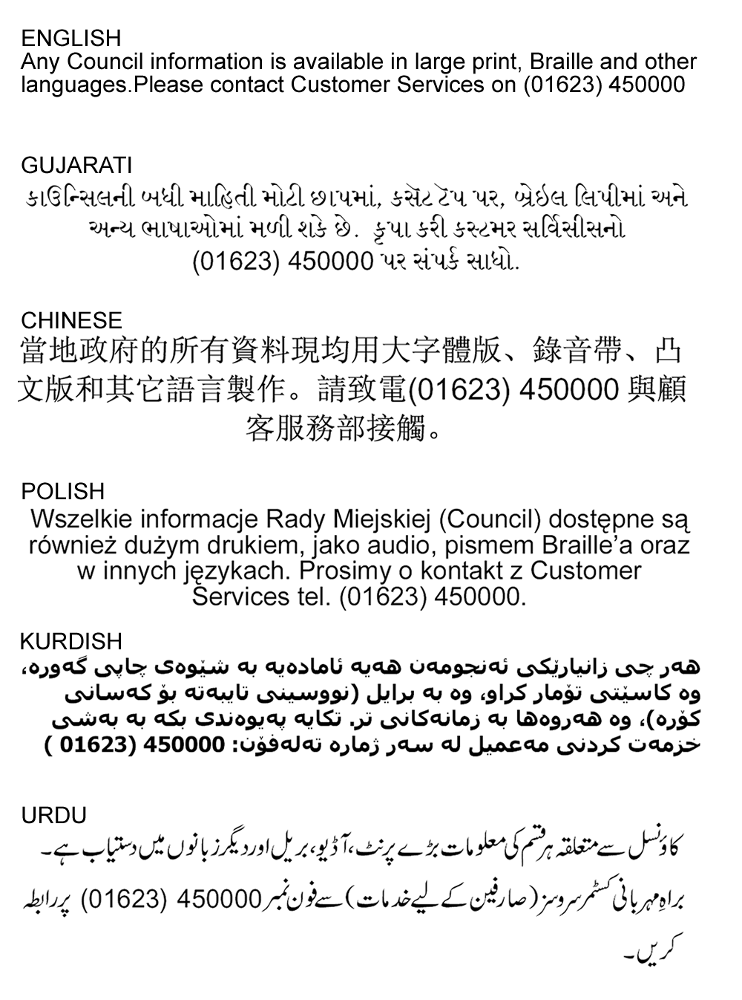 ENGLISH
Any Council information is available in large print, Braille and other
languages.Please contact Customer Services on (01623) 450000
GUJARATI
કાઉન્સિલની બધી માહિતી મોટી છાપમાં, કસૅટ ટૅપ પર, બ્રેઇલ લિપીમાં અને
અન્ય ભાષાઓમાં મળી શકે છે. કૃપા કરી કસ્ટમર સર્વિસીસનો
(01623) 450000 પર સંપર્ક સાધો.
CHINESE
當地政府的所有資料現均用大字體版、錄音帶、凸
文版和其它語言製作。請致電(01623) 450000 與顧
客服務部接觸。
POLISH
Wszelkie informacje Rady Miejskiej (Council) dostępne są
również dużym drukiem, jako audio, pismem Braille’a oraz
w innych językach. Prosimy o kontakt z Customer
Services tel. (01623) 450000.
KURDISH
هەر چی زانیارێکی ئەنجومەن هەیە ئامادەیە بە شێوەی چاپی گەورە،
وە کاسێتی تۆمار کراو، وە بە برایل (نووسینی تایبەتە بۆ کەسانی
کۆرە)، وە هەروەها بە زمانەکانی تر. تکایە پەیوەندی بکە بە بەشی
خزمەت کردنی مەعمیل لە سەر ژمارە تەلەفۆن: 450000 (01623 )
URDU
کاؤنسل سے متعلقہ ہر قسم کی معلومات بڑے پرنٹ، آڈیو، بریل اور دیگر زبانوں میں دستیاب ہے۔
براہِ مہربانی کسٹمر سروسز (صارفین کے لیے خدمات) سے فون نمبر 450000 (01623) پر رابطہ
کریں۔